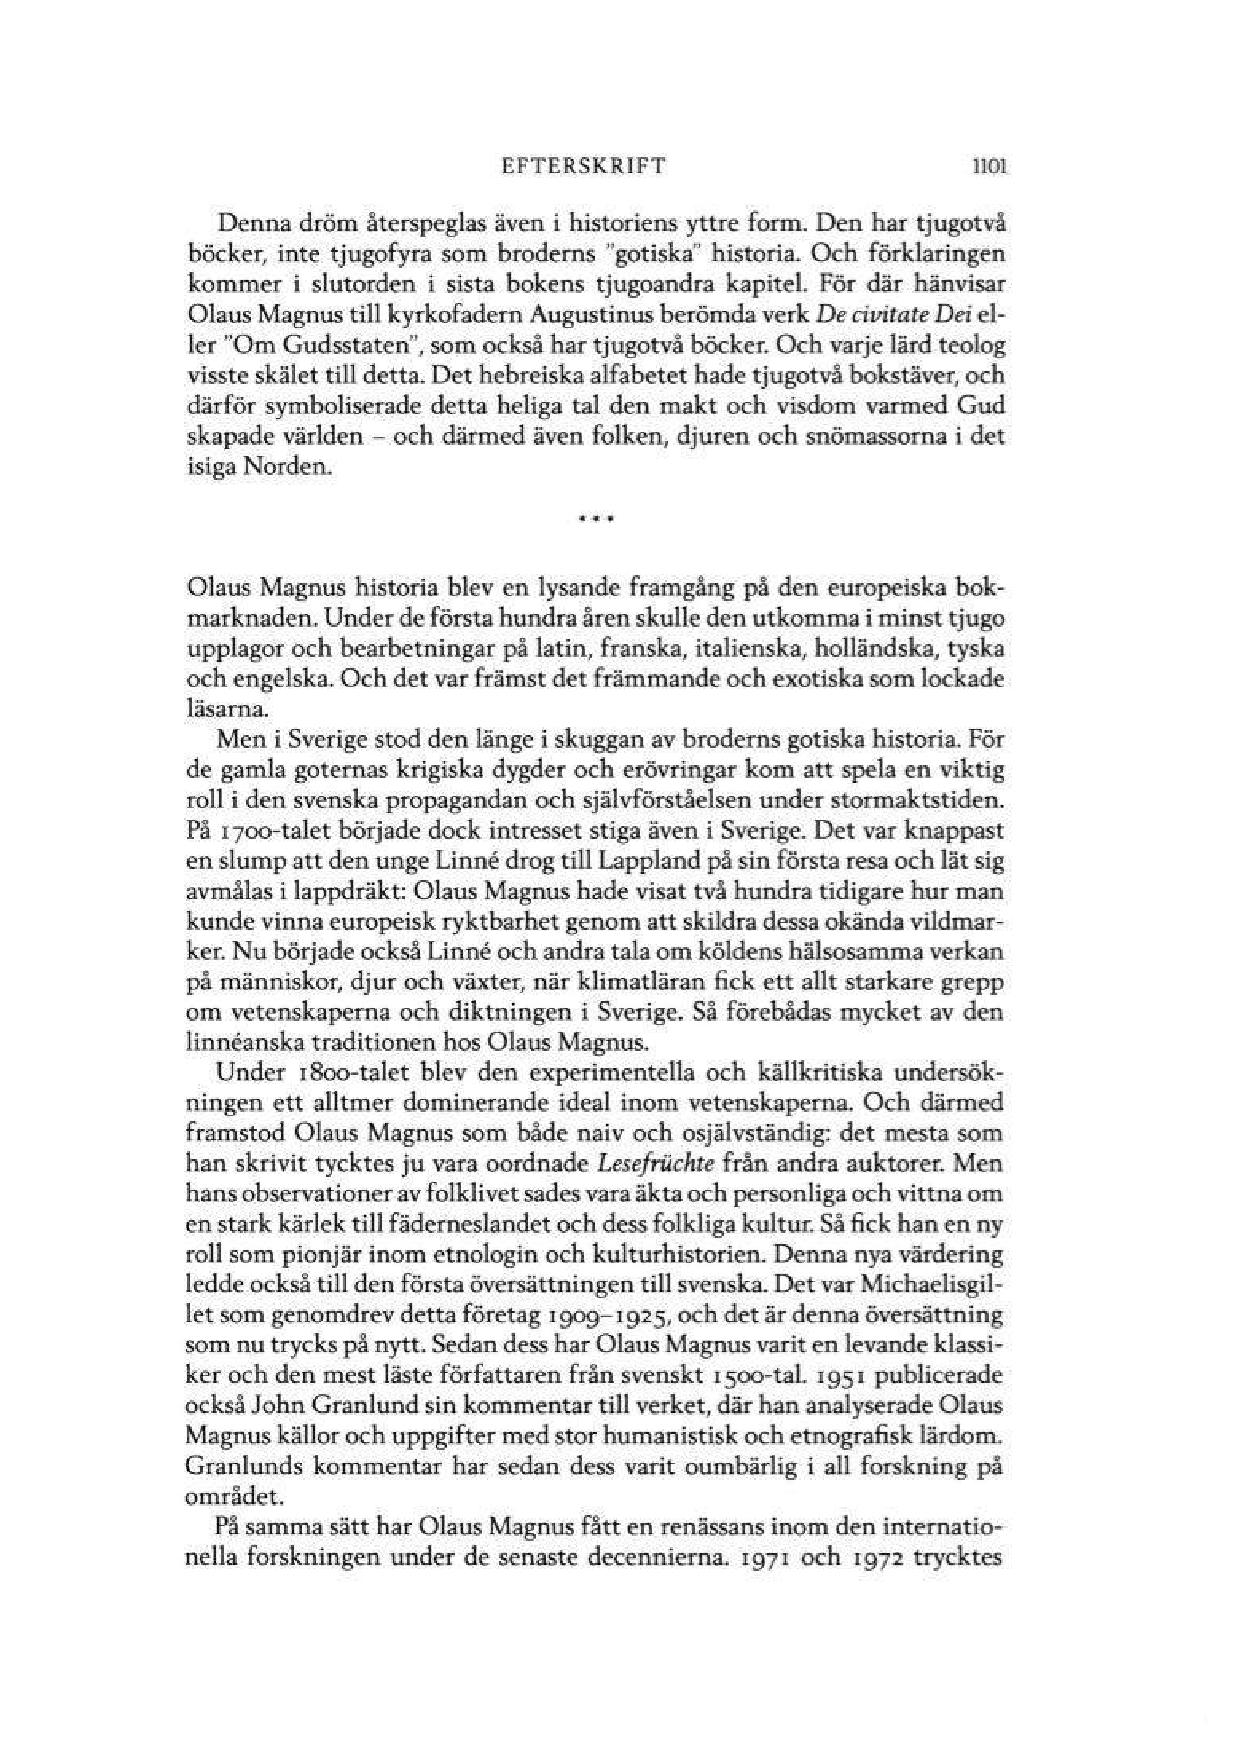 EFTERSKRIFT 1101
Denna dröm återspeglas även i historiens yttre form. Den har tjugotvå
böcker, inte tjugofyra som broderns ”gotiska” historia. Och förklaringen
kommer i slutorden i sista bokens tjugoandra kapitel. För där hänvisar
Olaus Magnus till kyrkofadern Augustinus berömda verk De civitate Dei el-
ler ”Om Gudsstaten”, som också har tjugotvå böcker. Och varje lärd teolog
visste skälet till detta. Det hebreiska alfabetet hade tjugotvå bokstäver, och
därför symboliserade detta heliga tal den makt och visdom varmed Gud
skapade världen – och därmed även folken, djuren och snömassorna i det
isiga Norden.
***
Olaus Magnus historia blev en lysande framgång på den europeiska bok-
marknaden. Under de första hundra åren skulle den utkomma i minst tjugo
upplagor och bearbetningar på latin, franska, italienska, holländska, tyska
och engelska. Och det var främst det främmande och exotiska som lockade
läsarna.
Men i Sverige stod den länge i skuggan av broderns gotiska historia. För
de gamla goternas krigiska dygder och erövringar kom att spela en viktig
roll i den svenska propagandan och självförståelsen under stormaktstiden.
På 1700-talet började dock intresset stiga även i Sverige. Det var knappast
en slump att den unge Linné drog till Lappland på sin första resa och lät sig
avmålas i lappdräkt: Olaus Magnus hade visat två hundra tidigare hur man
kunde vinna europeisk ryktbarhet genom att skildra dessa okända vildmar-
ker. Nu började också Linné och andra tala om köldens hälsosamma verkan
på människor, djur och växter, när klimatläran fick ett allt starkare grepp
om vetenskaperna och diktningen i Sverige. Så förebådas mycket av den
linnéanska traditionen hos Olaus Magnus.
Under 1800-talet blev den experimentella och källkritiska undersök-
ningen ett alltmer dominerande ideal inom vetenskaperna. Och därmed
framstod Olaus Magnus som både naiv och osjälvständig: det mesta som
han skrivit tycktes ju vara oordnade Lesefrüchte från andra auktorer. Men
hans observationer av folklivet sades vara äkta och personliga och vittna om
en stark kärlek till fäderneslandet och dess folkliga kultur. Så fick han en ny
roll som pionjär inom etnologin och kulturhistorien. Denna nya värdering
ledde också till den första översättningen till svenska. Det var Michaelisgil-
let som genomdrev detta företag 1909–1925, och det är denna översättning
som nu trycks på nytt. Sedan dess har Olaus Magnus varit en levande klassi-
ker och den mest läste författaren från svenskt 1500-tal. 1951 publicerade
också John Granlund sin kommentar till verket, där han analyserade Olaus
Magnus källor och uppgifter med stor humanistisk och etnografisk lärdom.
Granlunds kommentar har sedan dess varit oumbärlig i all forskning på
området.
På samma sätt har Olaus Magnus fått en renässans inom den internatio-
nella forskningen under de senaste decennierna. 1971 och 1972 trycktes